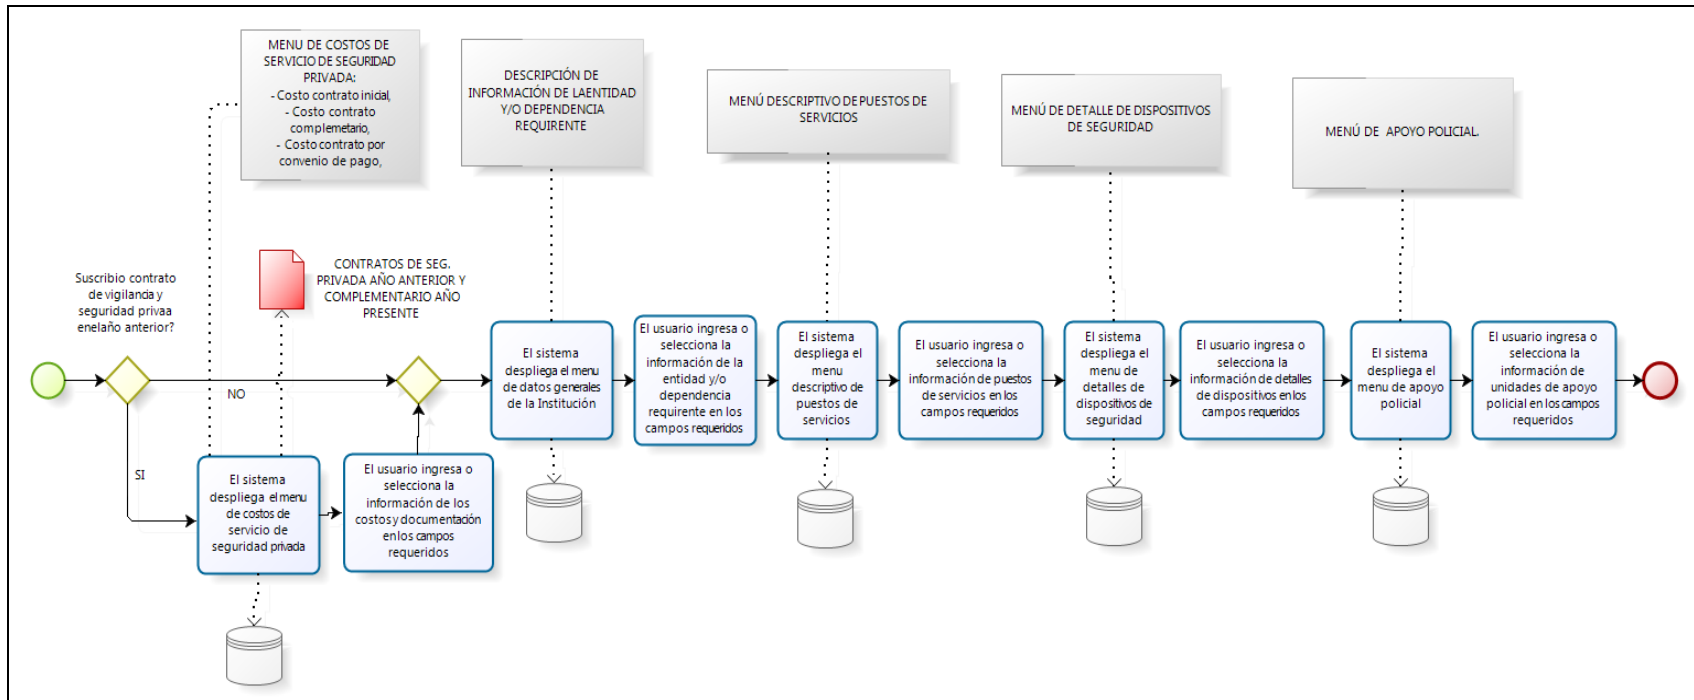 MENU DE COSTOS DE
SERVICIO DE SEGURIDAD
PRIVADA:
- Costo contrato inicial,
- Costo contrato
complemetario,
- Costo contrato por
convenio de pago,
DESCRIPCIÓN DE
INFORMACIÓN DE LAENTIDAD
Y/O DEPENDENCIA
REQUIRENTE
MENÚ DESCRIPTIVO DE PUESTOS DE
SERVICIOS
MENÚ DE DETALLE DE DISPOSITIVOS
DE SEGURIDAD
MENÚ DE APOYO POLICIAL.
Suscribio contrato
de vigilancia y
seguridad privaa
enelaño anterior?
CONTRATOS DE SEG.
PRIVADA AÑO ANTERIOR Y
COMPLEMENTARIO AÑO
PRESENTE
NO
SI
El sistema
despliega el menu
de costos de
servicio de
seguridad privada
El usuario ingresa o
selecciona la
información de los
costos y documentación
en los campos
requeridos
El sistema
despliega el menu
de datos generales
de la Institución
El usuario ingresa o
selecciona la
información de la
entidad y/o
dependencia
requirente en los
campos requeridos
El sistema
despliega el
menu
descriptivo de
puestos de
servicios
El usuario ingresa o
selecciona la
información de puestos
de servicios en los
campos requeridos
El sistema
despliega el
menu de
detalles de
dispositivos de
seguridad
El usuario ingresa o
selecciona la
información de detalles
de dispositivos en los
campos requeridos
El sistema
despliega el
menu de apoyo
policial
El usuario ingresa o
selecciona la
información de
unidades de apoyo
policial en los campos
requeridos